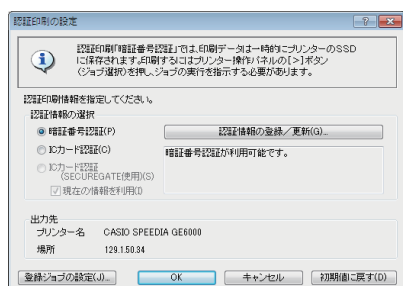 認証印刷の設定
認証印刷「暗証番号認証」では、印刷データは一時的にプリンターのSSD
に保存されます。印刷するにはプリンター操作パネルの[>]ボタン
(ジョブ選択)を押し、ジョブの実行を指示する必要があります。
認証印刷情報を指定してください。
認証情報の選択
暗証番号認証(P)
認証情報の登録/更新(G)...
ICカード認証(C)
暗証番号認証が利用可能です。
ICカード認証
(SECUREGATE使用)(S)
現在の情報を利用(I)
出力先
プリンター名 CASIO SPEEDIA GE6000
場所 129.1.50.34
登録ジョブの設定(J)...
OK
キャンセル
初期値に戻す(D)